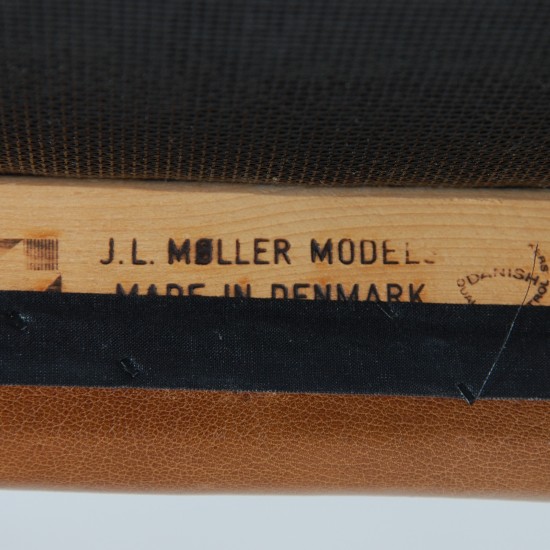 J.L. MØLLER MODELS
MADE IN DENMARK
DANISH